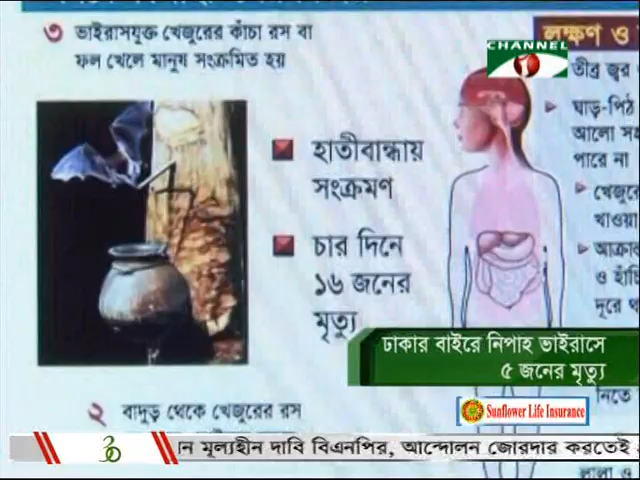 ৩ ভাইরাসযুক্ত খেজুরের কাঁচা রস বা
ফল খেলে মানুষ সংক্রমিত হয়
লক্ষণ ও
CHANNEL i
তীব্র জ্বর
ঘাড়-পিঠ
আলো সহ
পারে না
খেজুরে
খাওয়া
আক্রা
ও হাঁচি
দূরে
হাতীবান্ধায়
সংক্রমণ
চার দিনে
১৬ জনের
মৃত্যু
ঢাকার বাইরে নিপাহ ভাইরাসে
৫ জনের মৃত্যু
নিতে
Sunflower Life Insurance
২ বাদুড় থেকে খেজুরের রস
মূল্যহীন দাবি বিএনপির, আন্দোলন জোরদার করতেই
লালা ও